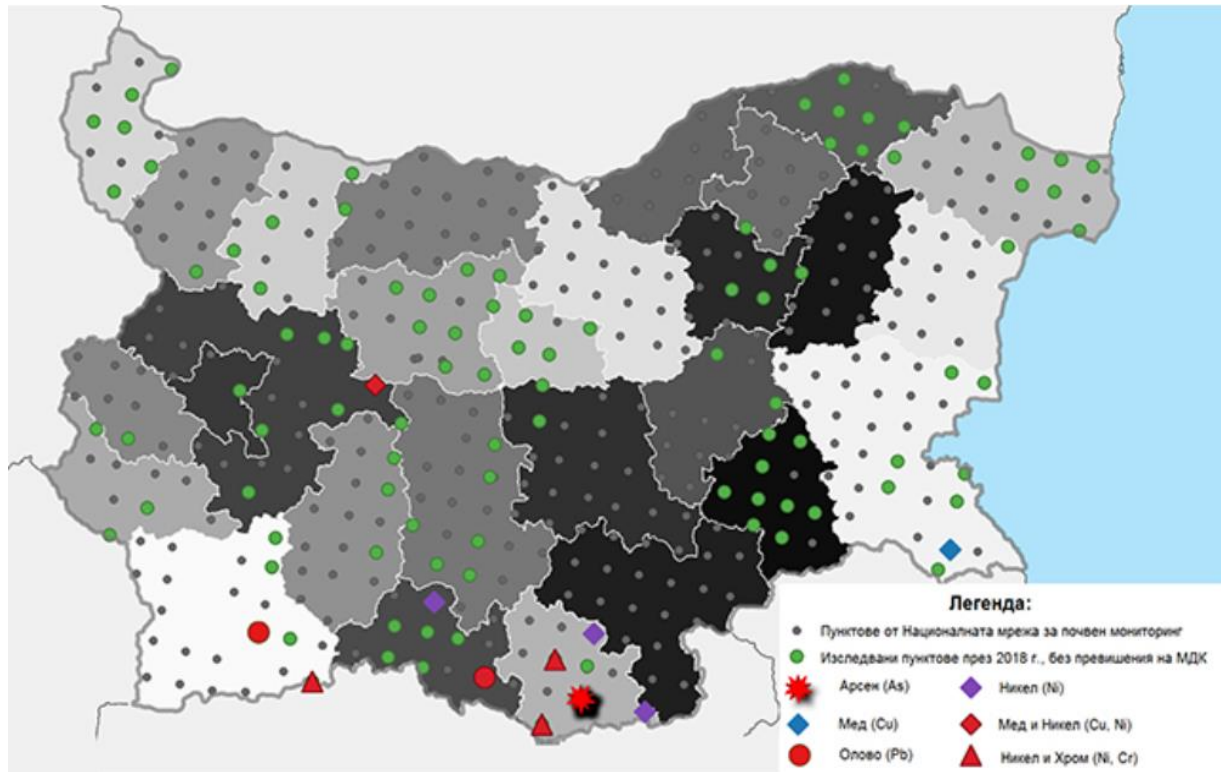 Легенда:
Пунктове от Националната мрежа за почвен мониторинг
Изследвани пунктове през 2018 г., без превишения на МДК
Арсен (As)
Никел (Ni)
Мед (Cu)
Мед и Никел (Cu, Ni)
Олово (Pb)
Никел и Хром (Ni, Cr)